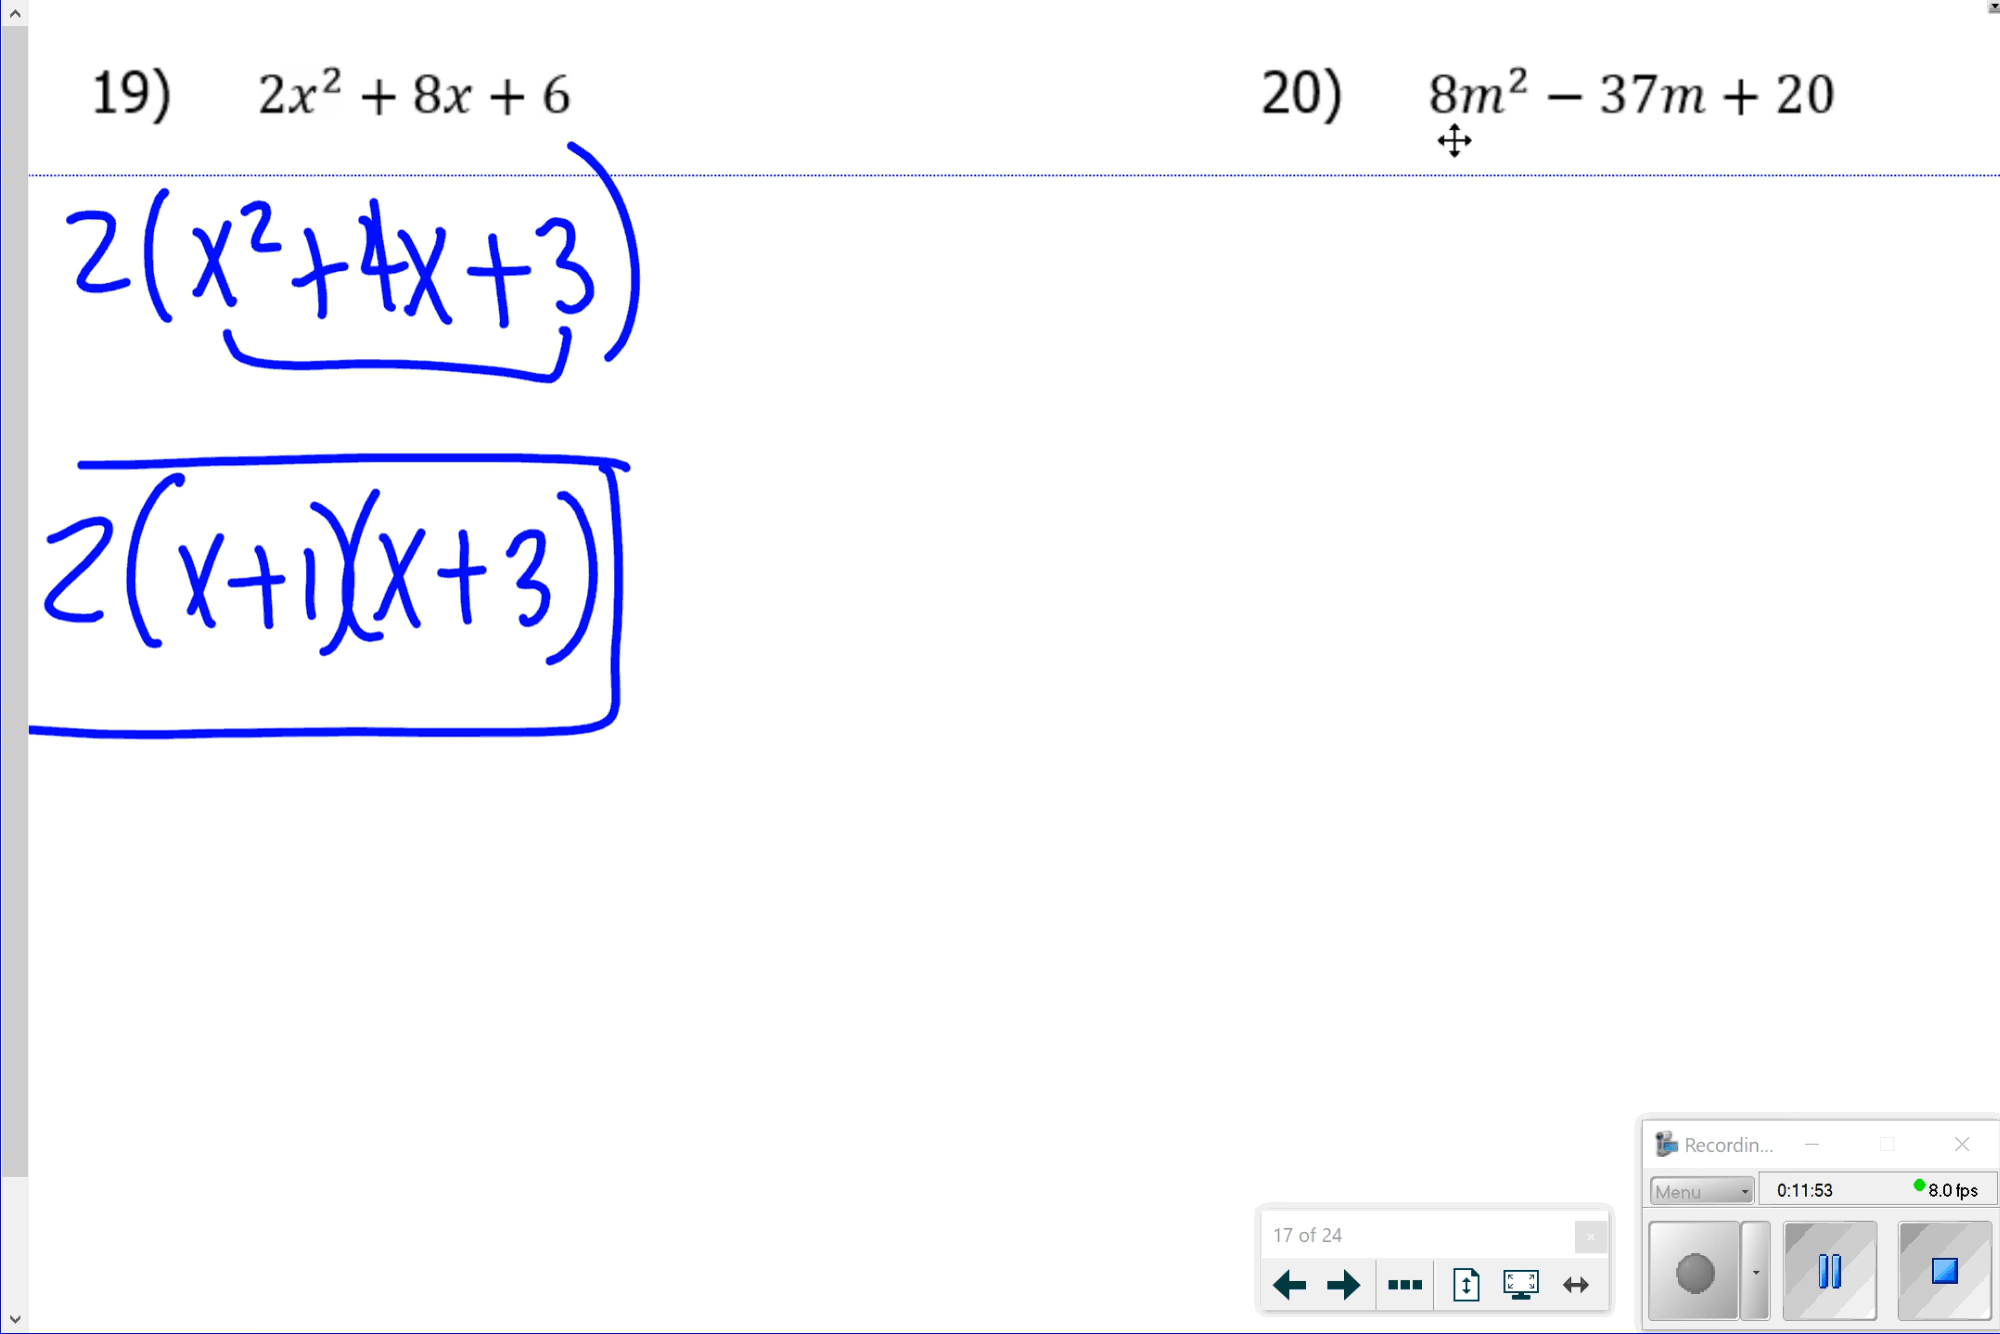 19) 2x² + 8x + 6
20) 8m² − 37m + 20
2(x²+4x+3)
2(x+1)(x+3)
Recordin...
Menu
0:11:53
8.0 fps
17 of 24